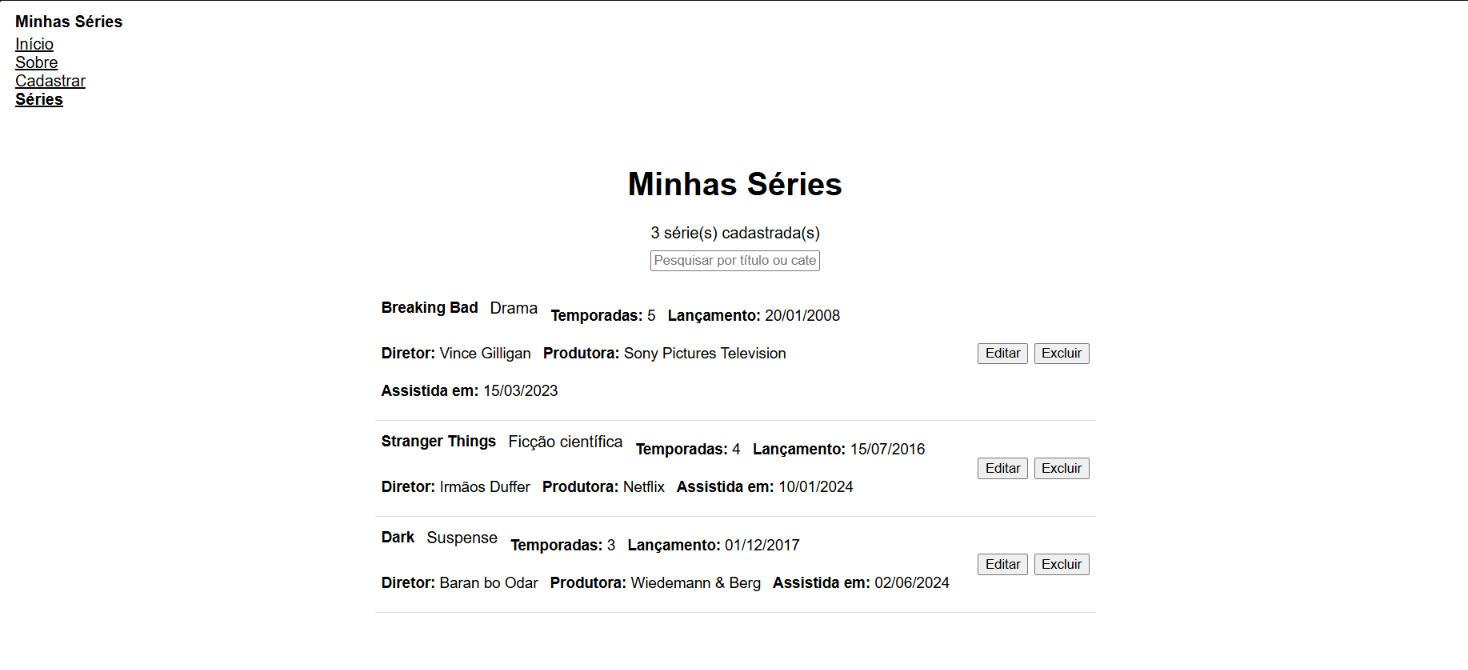 Minhas Séries
Início
Sobre
Cadastrar
Séries
Minhas Séries
3 série(s) cadastrada(s)
Pesquisar por título ou cate
Breaking Bad Drama Temporadas: 5 Lançamento: 20/01/2008
Diretor: Vince Gilligan Produtora: Sony Pictures Television Editar Excluir
Assistida em: 15/03/2023
Stranger Things Ficção científica Temporadas: 4 Lançamento: 15/07/2016
Editar Excluir
Diretor: Irmãos Duffer Produtora: Netflix Assistida em: 10/01/2024
Dark Suspense Temporadas: 3 Lançamento: 01/12/2017
Editar Excluir
Diretor: Baran bo Odar Produtora: Wiedemann & Berg Assistida em: 02/06/2024